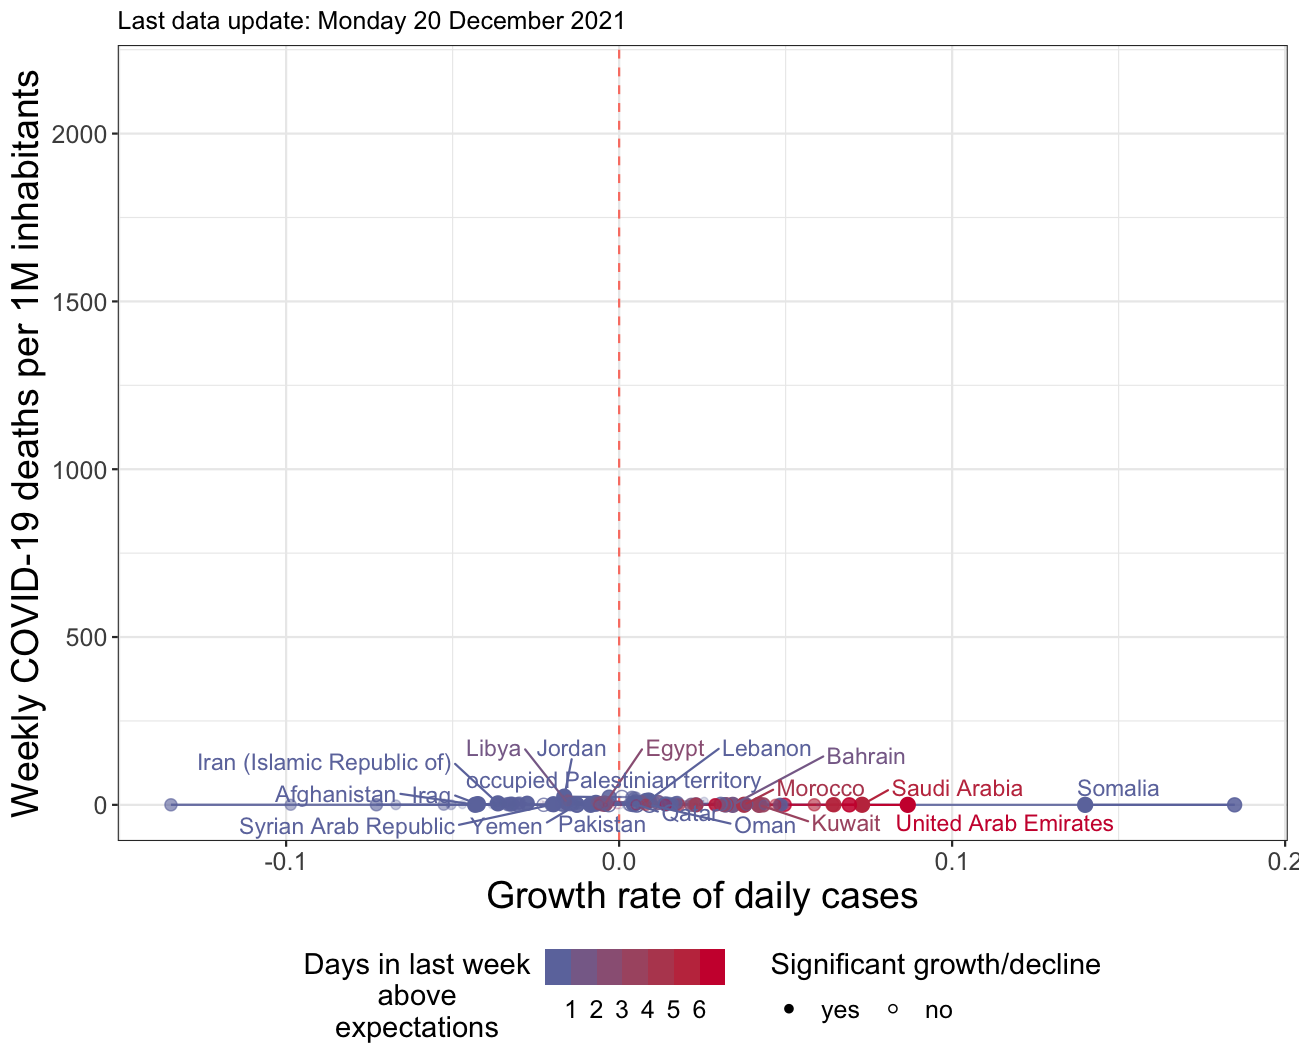 Last data update: Monday 20 December 2021
Weekly COVID-19 deaths per 1M inhabitants
2000
1500
1000
500
0
Libya
Jordan
Egypt
Lebanon
Bahrain
Iran (Islamic Republic of)
occupied Palestinian territory
Afghanistan
Iraq
Morocco
Saudi Arabia
Somalia
Syrian Arab Republic
Yemen
Pakistan
Qatar
Oman
Kuwait
United Arab Emirates
-0.1
0.0
0.1
0.2
Growth rate of daily cases
Days in last week
above
expectations
1 2 3 4 5 6
Significant growth/decline
yes
no